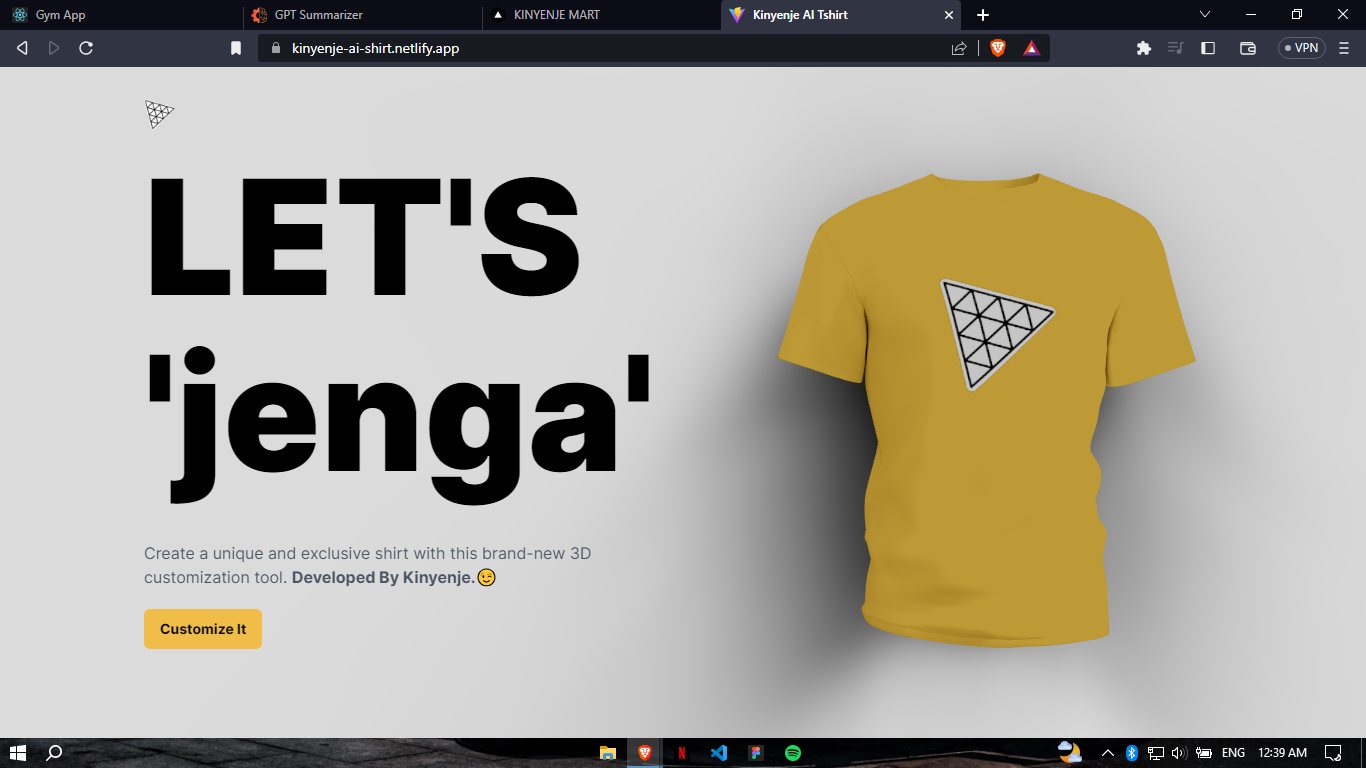 Gym App
GPT Summarizer
KINYENJE MART
Kinyenje AI Tshirt
kinyenje-ai-shirt.netlify.app
VPN
LET'S
'jenga'
Create a unique and exclusive shirt with this brand-new 3D
customization tool. Developed By Kinyenje.😉
Customize It
ENG
12:39 AM